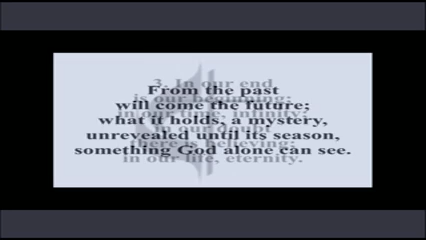 From the past
will come the future;
what it holds, a mystery,
unrevealed until its season,
something God alone can see.
3. In our end
is our beginning;
in our time, infinity;
in our doubt
there is believing;
in our life, eternity.